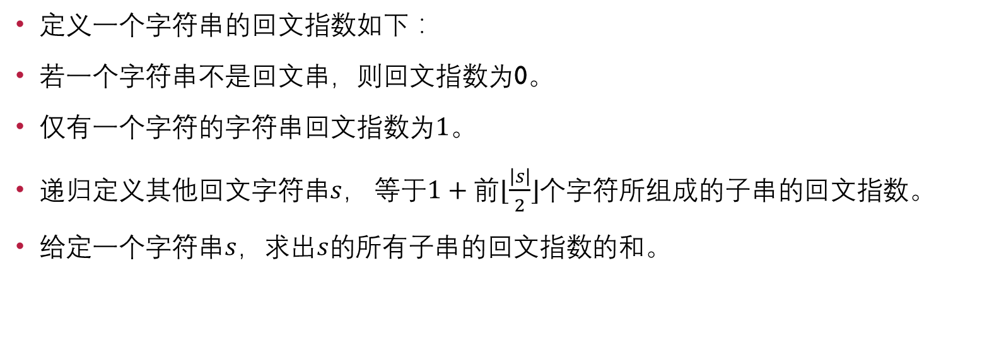 • 定义一个字符串的回文指数如下：
• 若一个字符串不是回文串，则回文指数为0。
• 仅有一个字符的字符串回文指数为1。
• 递归定义其他回文字符串s， 等于1 + 前⌊|s|/2⌋个字符所组成的子串的回文指数。
• 给定一个字符串s，求出s的所有子串的回文指数的和。